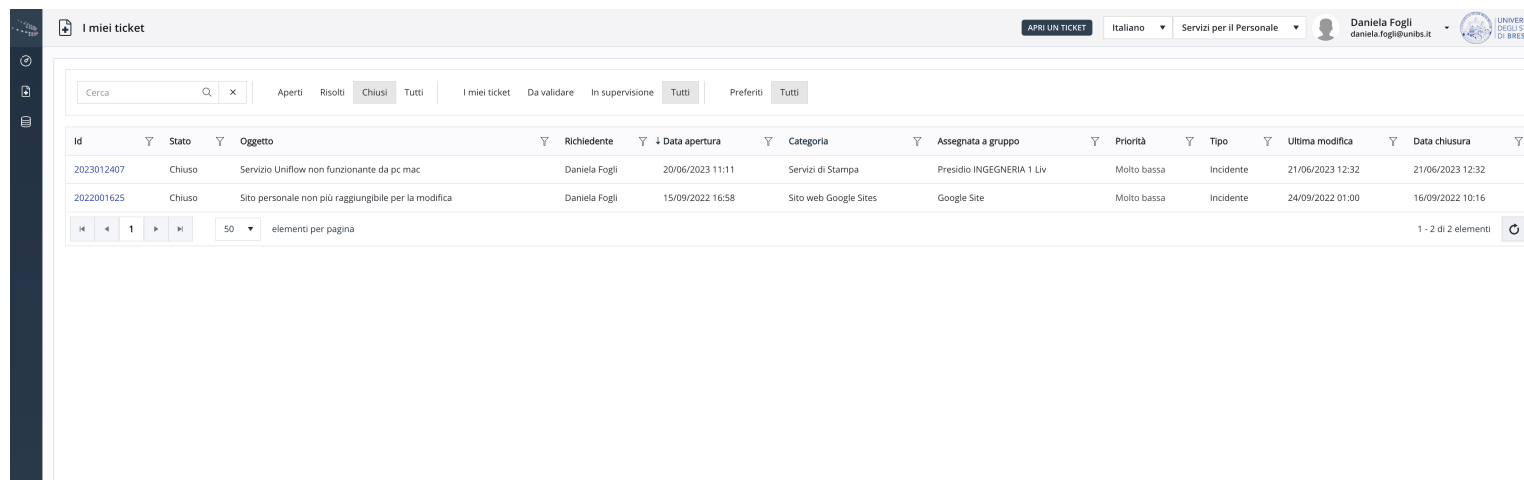 I miei ticket APRI UN TICKET Italiano Servizi per il Personale Daniela Fogli
daniela.fogli@unibs.it
DI
Cerca Aperti Risolti Chiusi Tutti I miei ticket Da validare In supervisione Tutti Preferiti Tutti
Id Stato Oggetto Richiedente Data apertura Categoria Assegnata a gruppo Priorità Tipo Ultima modifica Data chiusura
2023012407 Chiuso Servizio Uniflow non funzionante da pc mac Daniela Fogli 20/06/2023 11:11 Servizi di Stampa Presidio INGEGNERIA 1 Liv Molto bassa Incidente 21/06/2023 12:32 21/06/2023 12:32
2022001625 Chiuso Sito personale non più raggiungibile per la modifica Daniela Fogli 15/09/2022 16:58 Sito web Google Sites Google Site Molto bassa Incidente 24/09/2022 01:00 16/09/2022 10:16
1 50 elementi per pagina 1 - 2 di 2 elementi